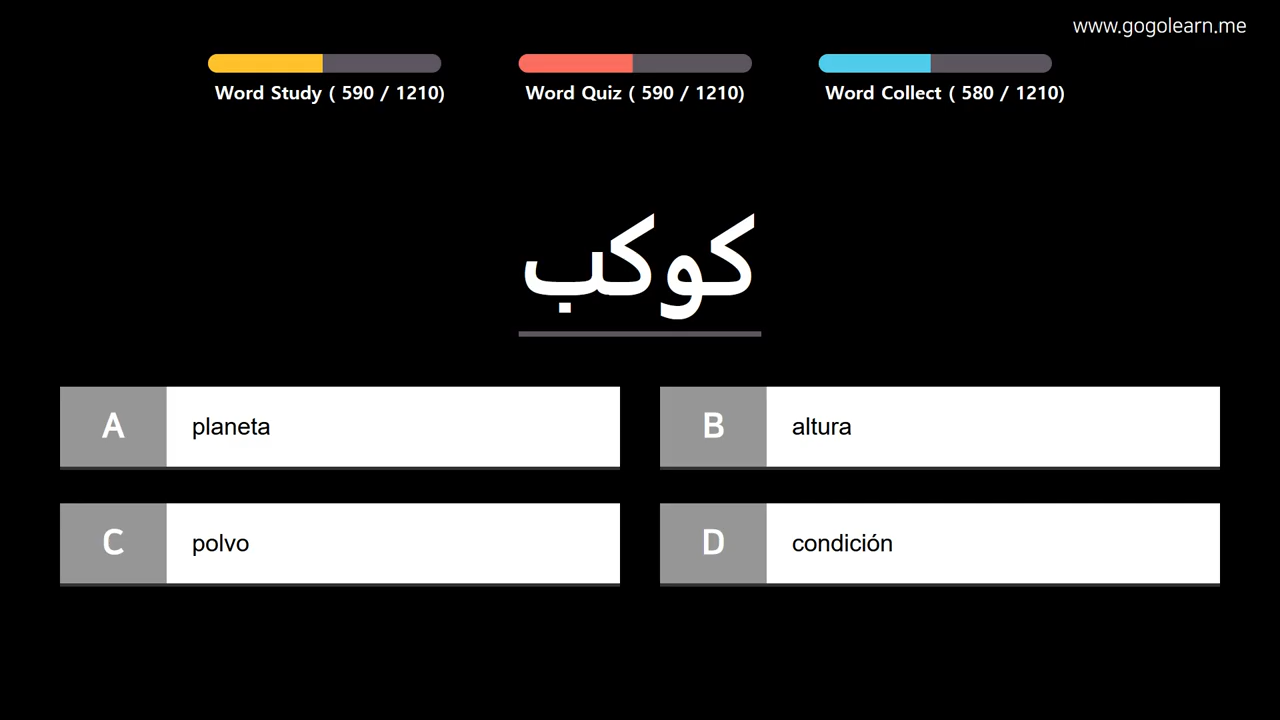 www.gogolearn.me
Word Study ( 590 / 1210)
Word Quiz ( 590 / 1210)
Word Collect ( 580 / 1210)
كوكب
A planeta
B altura
C polvo
D condición